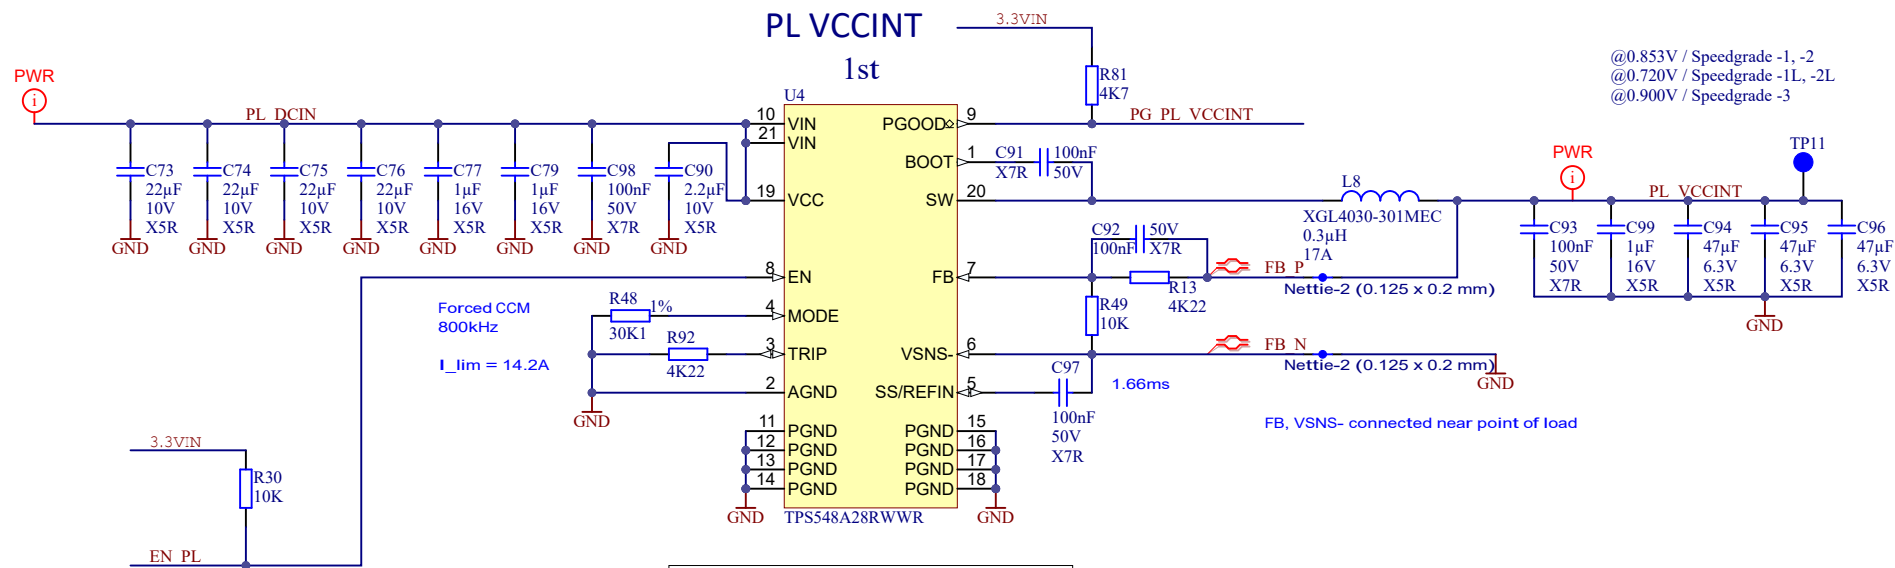 PL VCCINT
1st
3.3VIN
@0.853V / Speedgrade -1, -2
@0.720V / Speedgrade -1L, -2L
@0.900V / Speedgrade -3
PWR
i
PL_DCIN
C73
22µF
10V
X5R
GND
C74
22µF
10V
X5R
GND
C75
22µF
10V
X5R
GND
C76
22µF
10V
X5R
GND
C77
1µF
16V
X5R
GND
C79
1µF
16V
X5R
GND
C98
100nF
50V
X7R
GND
C90
2.2µF
10V
X5R
GND
U4
10 VIN
21 VIN
19 VCC
8 EN
4 MODE
3 TRIP
2 AGND
11 PGND
12 PGND
13 PGND
14 PGND
PGOOD 9
BOOT 1
SW 20
FB 7
VSNS- 6
SS/REFIN 5
PGND 15
PGND 16
PGND 17
PGND 18
TPS548A28RWWR
GND
GND
R81
4K7
PG_PL_VCCINT
C91
X7R
100nF
50V
C92
100nF
50V
X7R
R13
4K22
R49
10K
FB_P
Nettie-2 (0.125 x 0.2 mm)
FB_N
Nettie-2 (0.125 x 0.2 mm)
GND
C97
100nF
50V
X7R
1.66ms
FB, VSNS- connected near point of load
L8
XGL4030-301MEC
0.3µH
17A
PWR
i
TP11
PL_VCCINT
C93
100nF
50V
X7R
C99
1µF
16V
X5R
C94
47µF
6.3V
X5R
C95
47µF
6.3V
X5R
C96
47µF
6.3V
X5R
GND
Forced CCM
800kHz
I_lim = 14.2A
R48
1%
30K1
R92
4K22
GND
3.3VIN
R30
10K
EN_PL